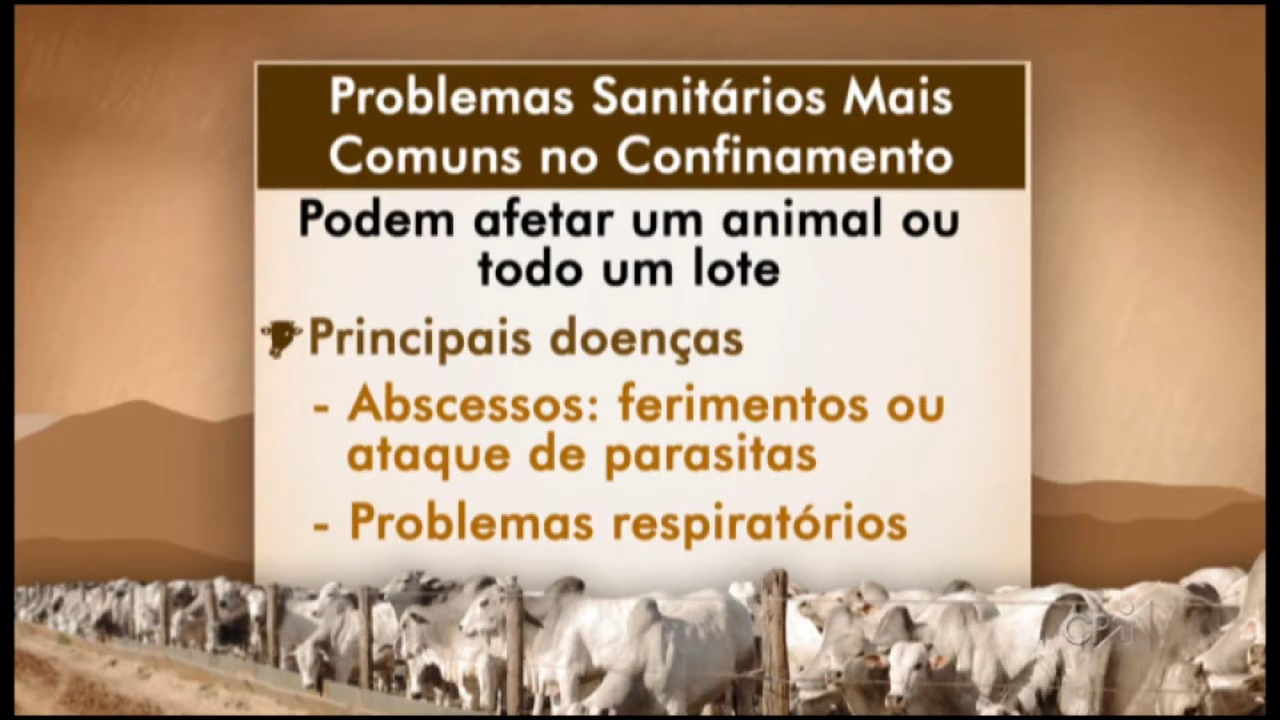 Problemas Sanitários Mais
Comuns no Confinamento
Podem afetar um animal ou
todo um lote
Principais doenças
- Abscessos: ferimentos ou
ataque de parasitas
- Problemas respiratórios
CPT